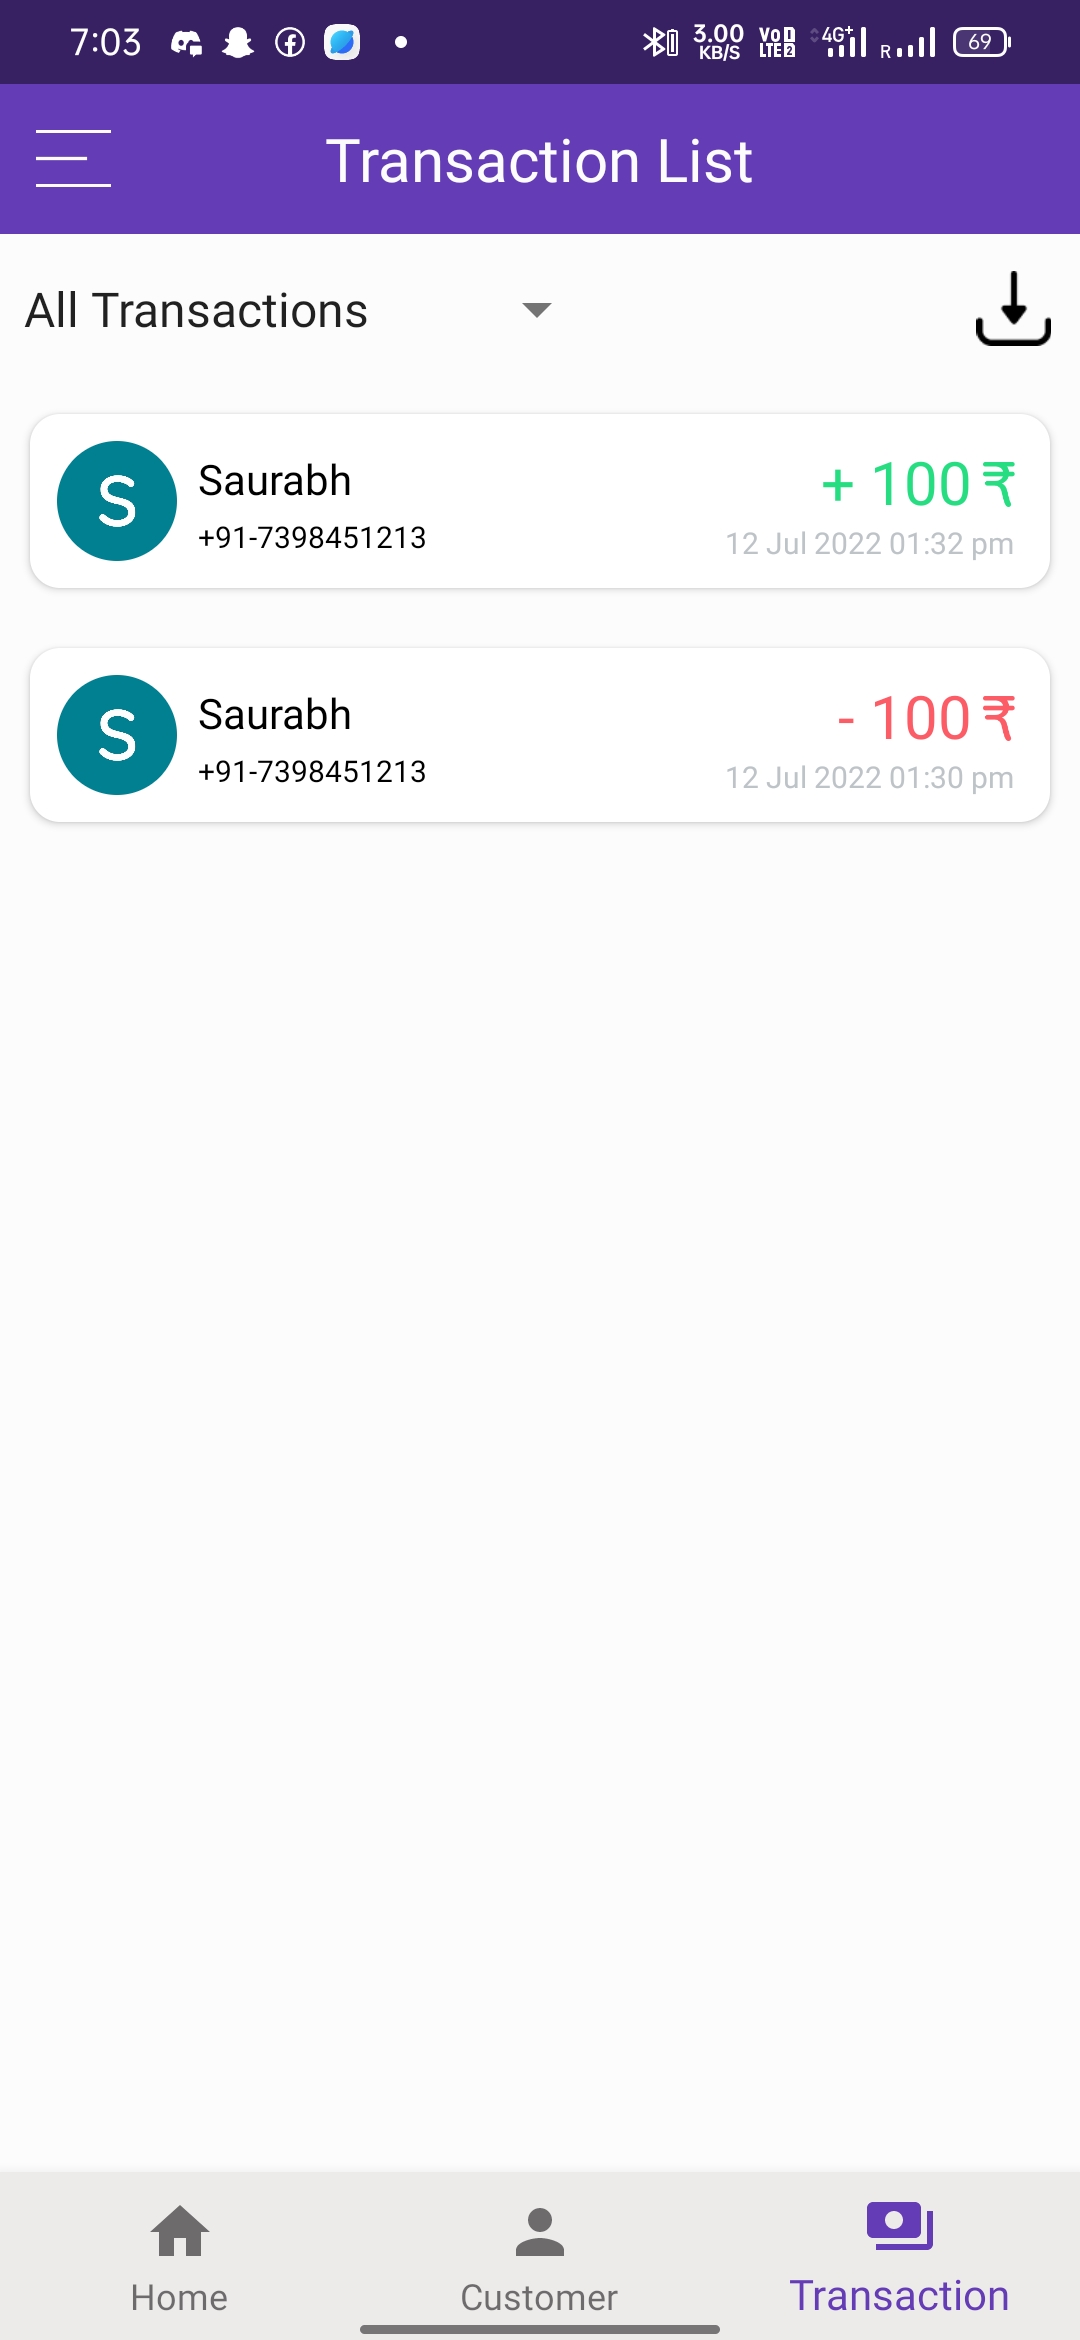 7:03 3.00 KB/S VoD LTE2 4G+ R 69
Transaction List
All Transactions
S Saurabh + 100 ₹
+91-7398451213 12 Jul 2022 01:32 pm
S Saurabh - 100 ₹
+91-7398451213 12 Jul 2022 01:30 pm
Home Customer Transaction